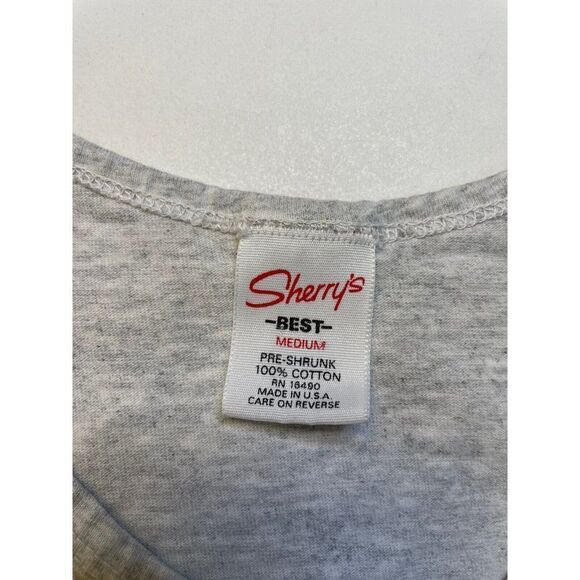 Sherry's
-BEST-
MEDIUM
PRE-SHRUNK
100% COTTON
RN 16490
MADE IN U.S.A.
CARE ON REVERSE